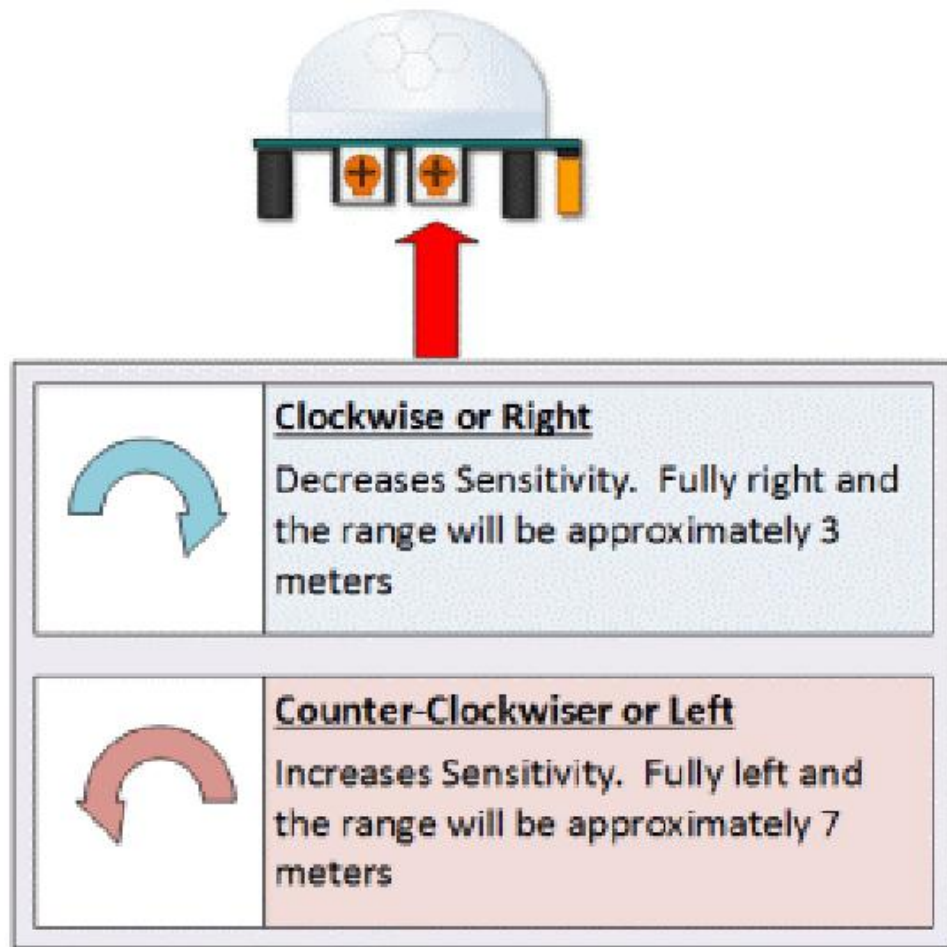 Clockwise or Right
Decreases Sensitivity. Fully right and
the range will be approximately 3
meters
Counter-Clockwiser or Left
Increases Sensitivity. Fully left and
the range will be approximately 7
meters